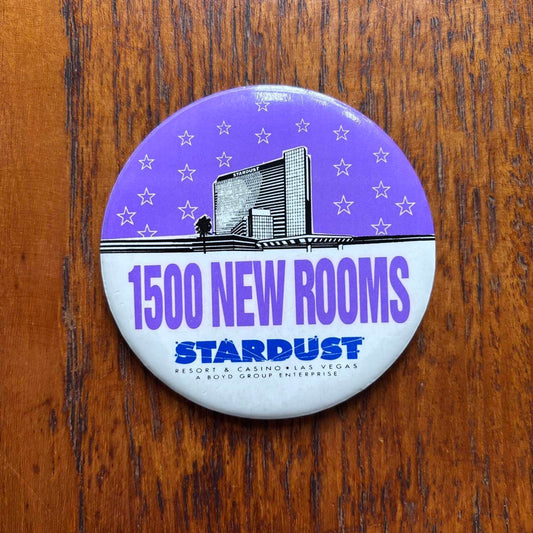 STARDUST
1500 NEW ROOMS
STARDUST
RESORT & CASINO • LAS VEGAS
A BOYD GROUP ENTERPRISE